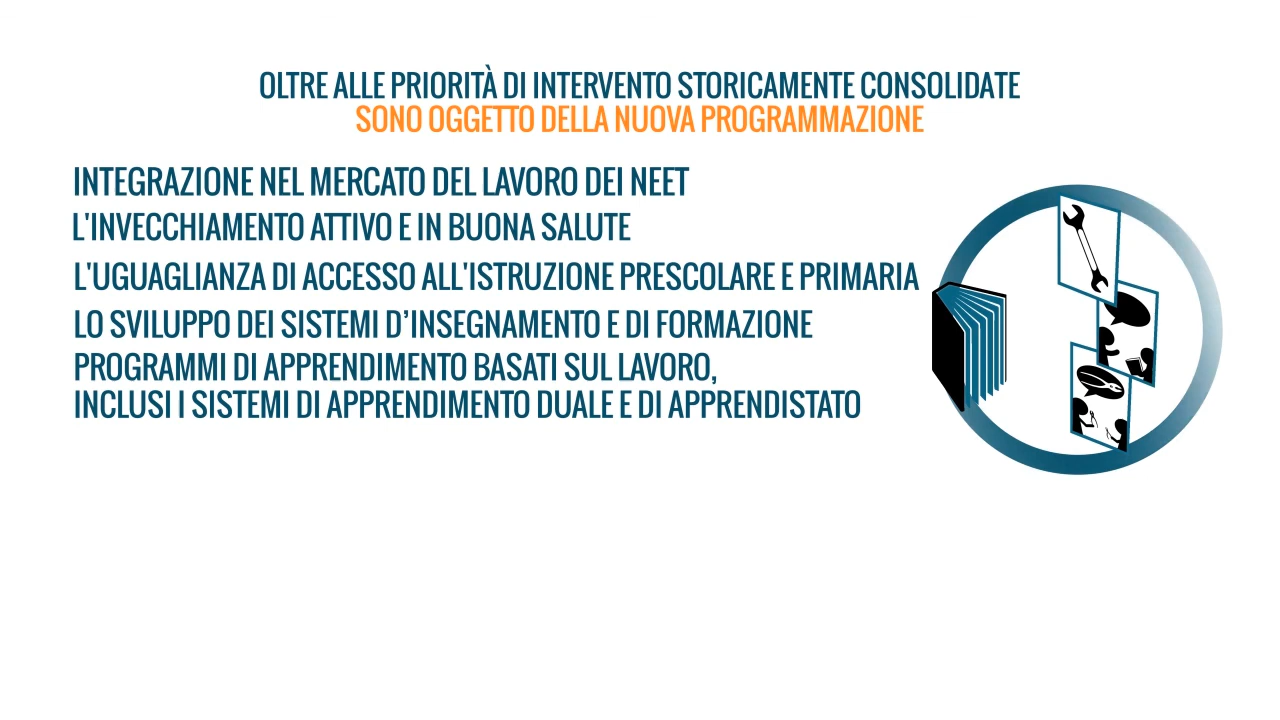 OLTRE ALLE PRIORITÀ DI INTERVENTO STORICAMENTE CONSOLIDATE
SONO OGGETTO DELLA NUOVA PROGRAMMAZIONE
INTEGRAZIONE NEL MERCATO DEL LAVORO DEI NEET
L'INVECCHIAMENTO ATTIVO E IN BUONA SALUTE
L'UGUAGLIANZA DI ACCESSO ALL'ISTRUZIONE PRESCOLARE E PRIMARIA
LO SVILUPPO DEI SISTEMI D’INSEGNAMENTO E DI FORMAZIONE
PROGRAMMI DI APPRENDIMENTO BASATI SUL LAVORO,
INCLUSI I SISTEMI DI APPRENDIMENTO DUALE E DI APPRENDISTATO